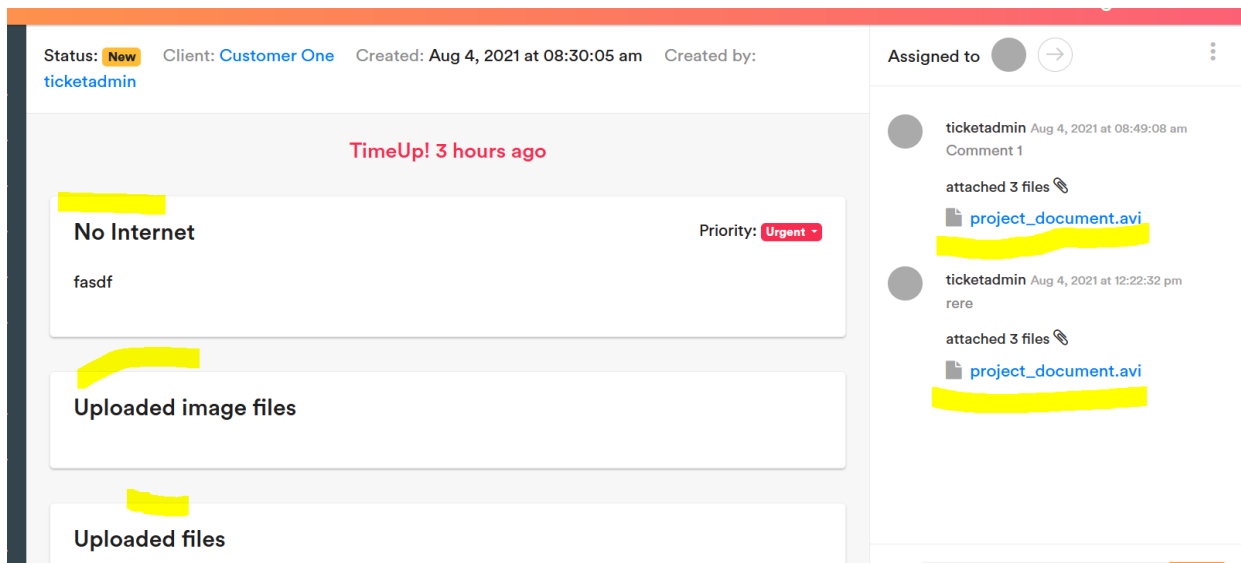 Status: New Client: Customer One Created: Aug 4, 2021 at 08:30:05 am Created by:
ticketadmin
TimeUp! 3 hours ago
No Internet
Priority: Urgent
fasdf
Uploaded image files
Uploaded files
Assigned to
ticketadmin Aug 4, 2021 at 08:49:08 am
Comment 1
attached 3 files
project_document.avi
ticketadmin Aug 4, 2021 at 12:22:32 pm
rere
attached 3 files
project_document.avi